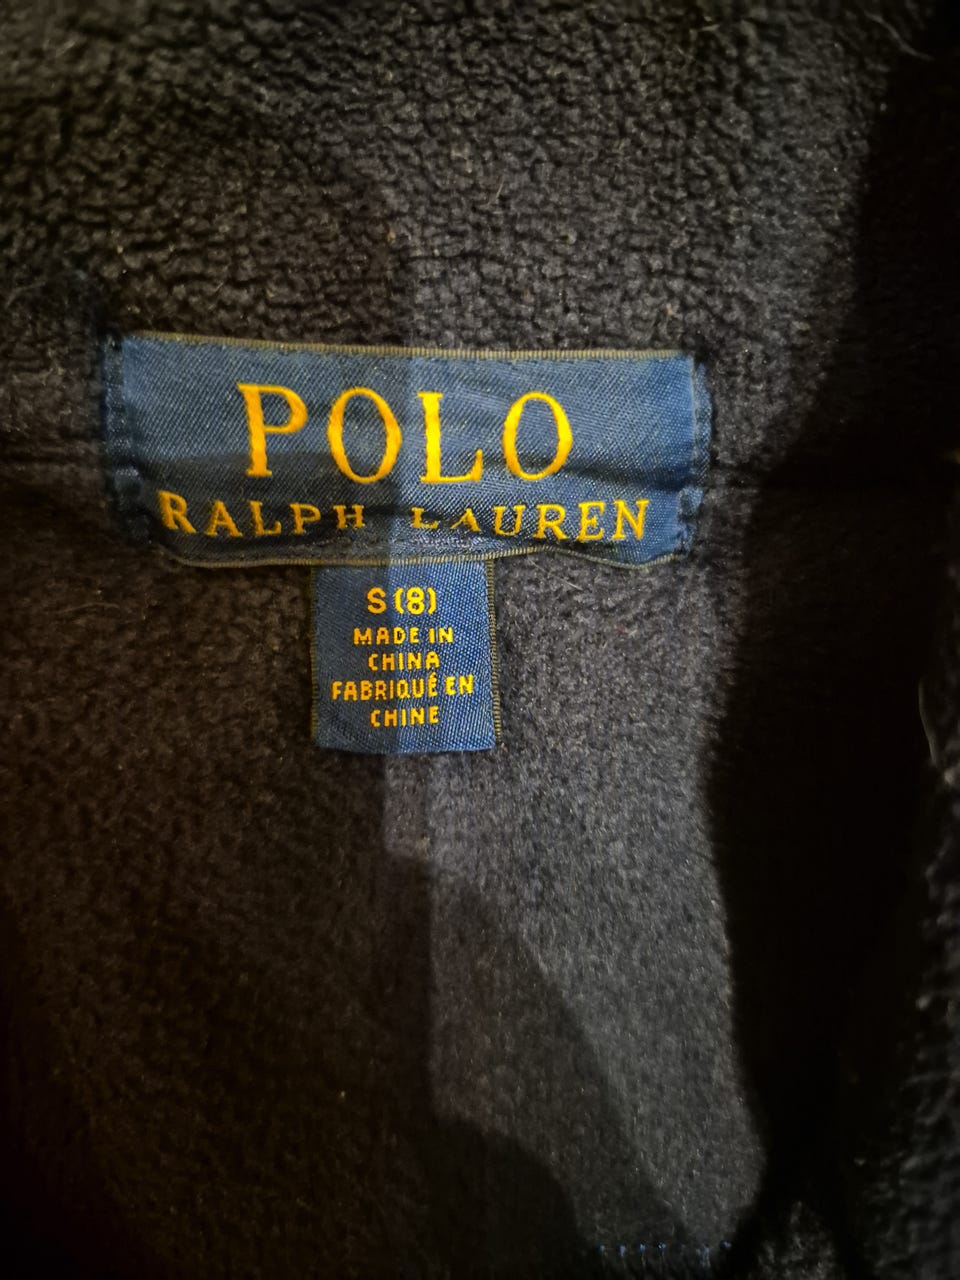 POLO
RALPH LAUREN
S (8)
MADE IN
CHINA
FABRIQUÉ EN
CHINE